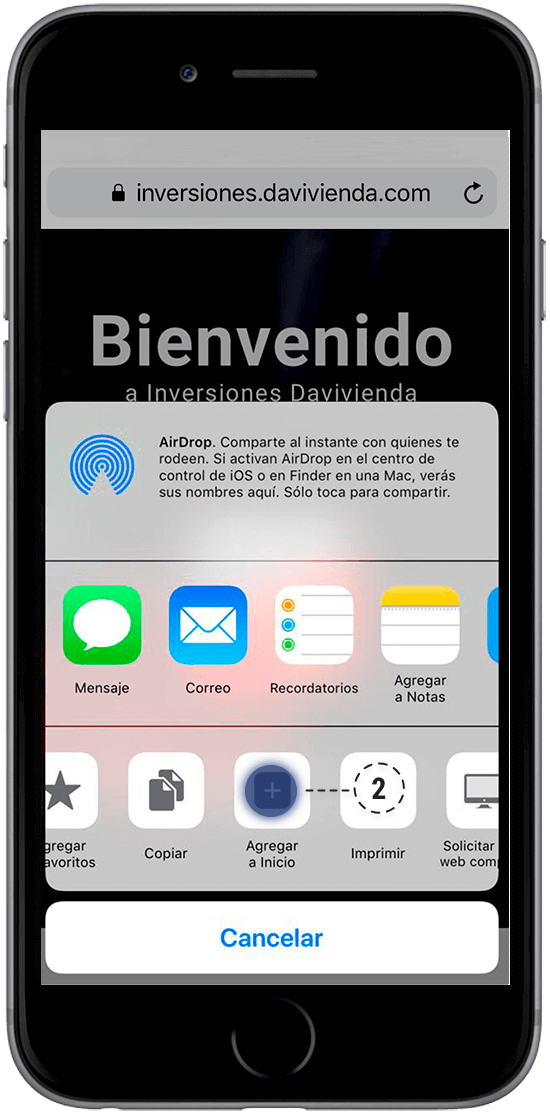 inversiones.davivienda.com
Bienvenido
a Inversiones Davivienda
AirDrop. Comparte al instante con quienes te
rodeen. Si activan AirDrop en el centro de
control de iOS o en Finder en una Mac, verás
sus nombres aquí. Sólo toca para compartir.
Mensaje
Correo
Recordatorios
Agregar
a Notas
gregar
avoritos
Copiar
Agregar
a Inicio
2
Imprimir
Solicitar
web comp
Cancelar